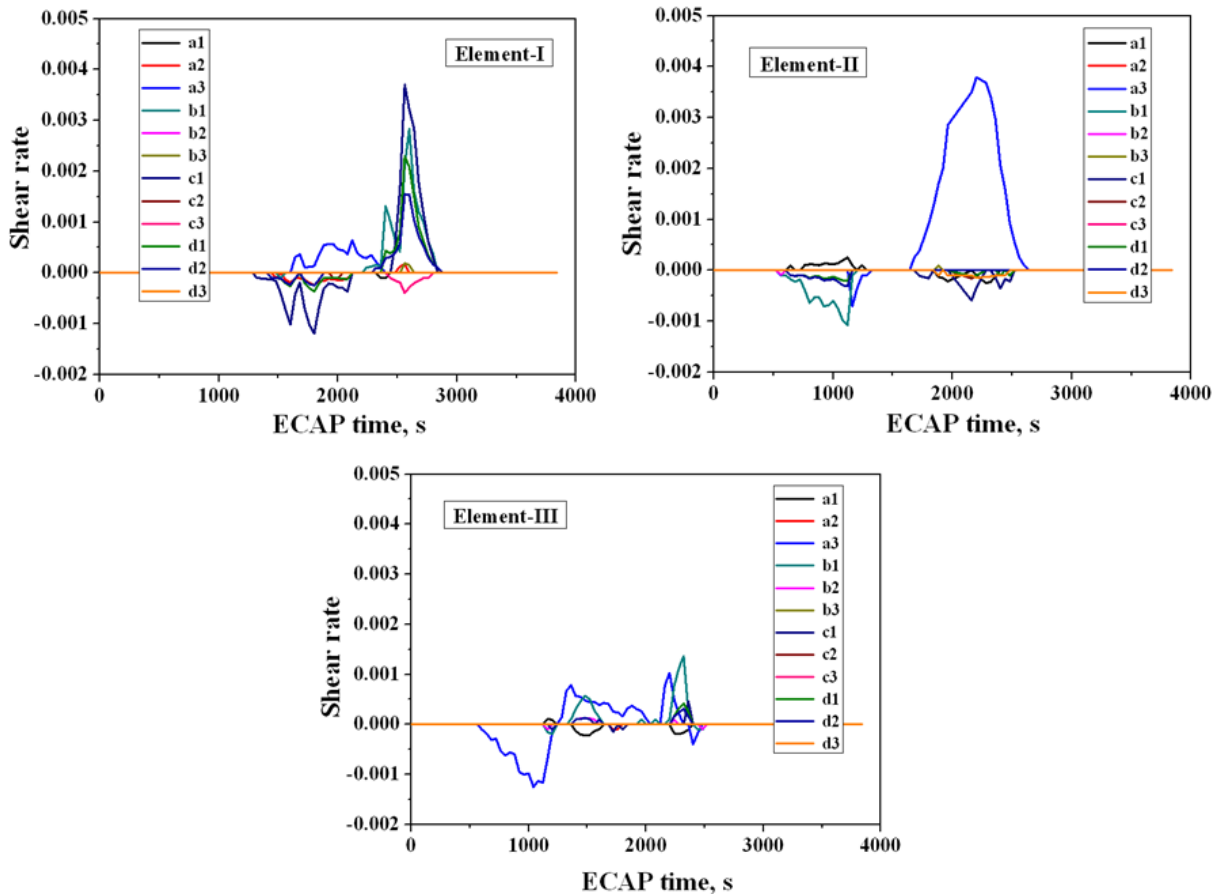 0.005
0.004
0.003
0.002
0.001
0.000
-0.001
-0.002
Shear rate
a1
a2
a3
b1
b2
b3
c1
c2
c3
d1
d2
d3
Element-I
0
1000
2000
3000
4000
ECAP time, s
0.005
0.004
0.003
0.002
0.001
0.000
-0.001
-0.002
Shear rate
Element-II
a1
a2
a3
b1
b2
b3
c1
c2
c3
d1
d2
d3
0
1000
2000
3000
4000
ECAP time, s
0.005
0.004
0.003
0.002
0.001
0.000
-0.001
-0.002
Shear rate
Element-III
a1
a2
a3
b1
b2
b3
c1
c2
c3
d1
d2
d3
0
1000
2000
3000
4000
ECAP time, s